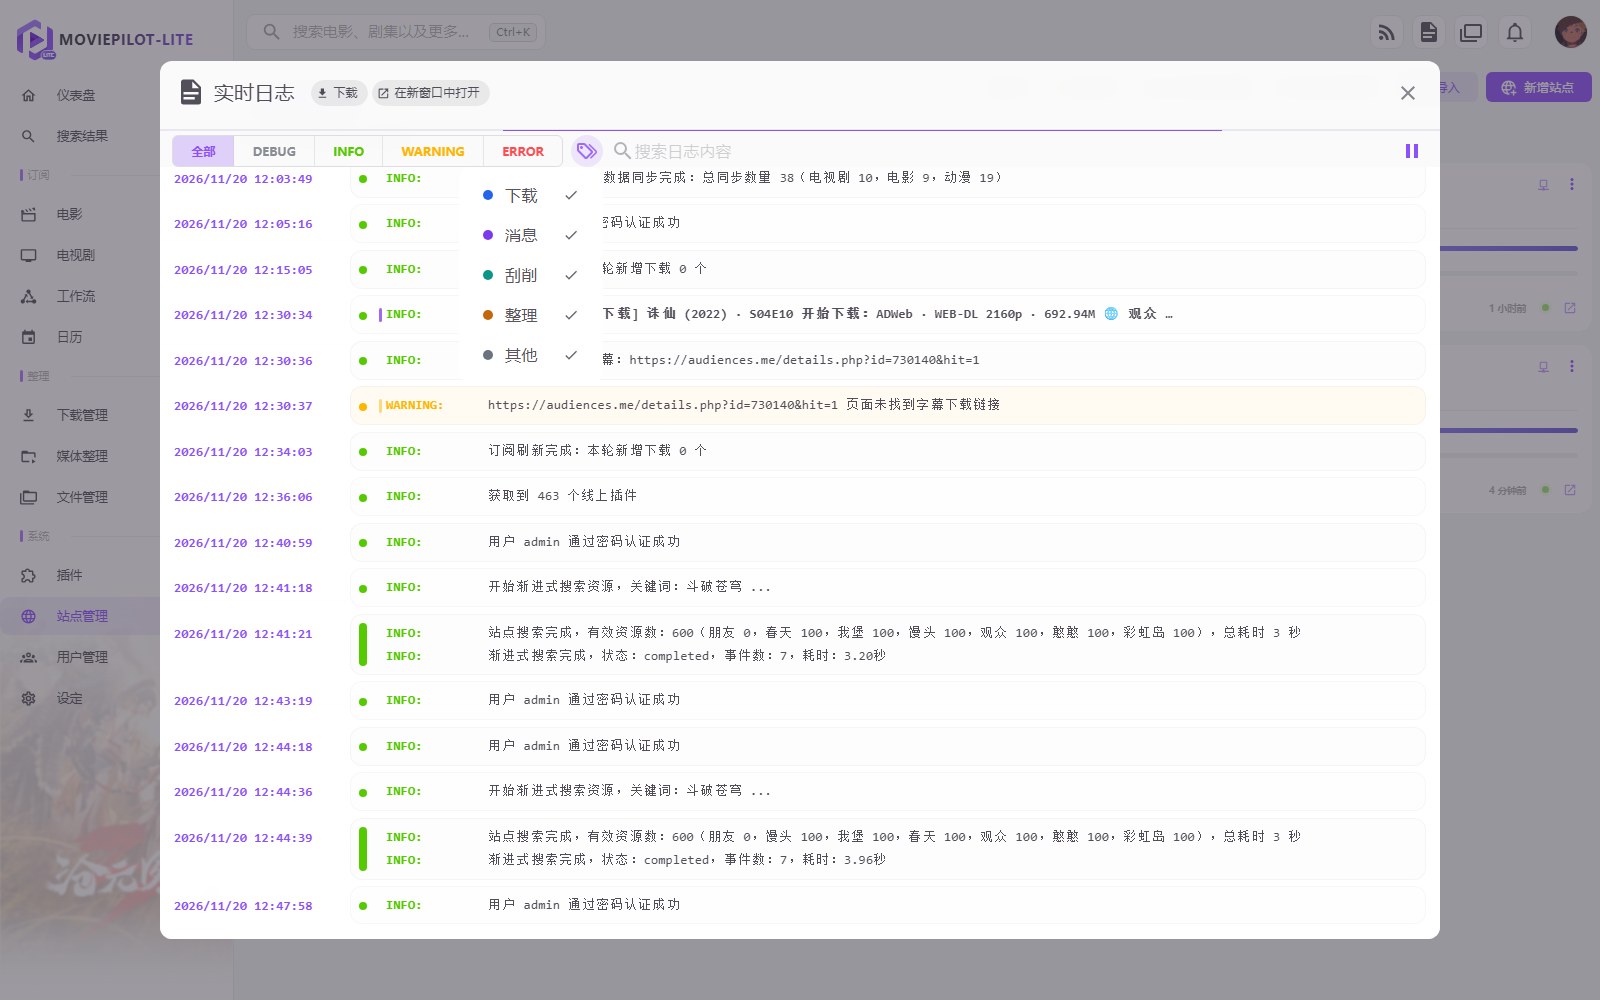 MOVIEPILOT-LITE
搜索电影、剧集以及更多...
Ctrl+K
仪表盘
搜索结果
订阅
电影
电视剧
工作流
日历
整理
下载管理
媒体整理
文件管理
系统
插件
站点管理
用户管理
设定
导入
新增站点
1 小时前
4 分钟前
实时日志
下载
在新窗口中打开
全部
DEBUG
INFO
WARNING
ERROR
搜索日志内容
下载
消息
刮削
整理
其他
2026/11/20 12:03:49 INFO: 数据同步完成：总同步数量 38（电视剧 10，电影 9，动漫 19）
2026/11/20 12:05:16 INFO: 密码认证成功
2026/11/20 12:15:05 INFO: 轮新增下载 0 个
2026/11/20 12:30:34 INFO: 下载] 诛仙 (2022) · S04E10 开始下载：ADWeb · WEB-DL 2160p · 692.94M 🌐 观众 …
2026/11/20 12:30:36 INFO: 幕：https://audiences.me/details.php?id=730140&hit=1
2026/11/20 12:30:37 WARNING: https://audiences.me/details.php?id=730140&hit=1 页面未找到字幕下载链接
2026/11/20 12:34:03 INFO: 订阅刷新完成：本轮新增下载 0 个
2026/11/20 12:36:06 INFO: 获取到 463 个线上插件
2026/11/20 12:40:59 INFO: 用户 admin 通过密码认证成功
2026/11/20 12:41:18 INFO: 开始渐进式搜索资源，关键词：斗破苍穹 ...
2026/11/20 12:41:21 INFO: 站点搜索完成，有效资源数：600（朋友 0，春天 100，我堡 100，馒头 100，观众 100，憨憨 100，彩虹岛 100），总耗时 3 秒
INFO: 渐进式搜索完成，状态：completed，事件数：7，耗时：3.20秒
2026/11/20 12:43:19 INFO: 用户 admin 通过密码认证成功
2026/11/20 12:44:18 INFO: 用户 admin 通过密码认证成功
2026/11/20 12:44:36 INFO: 开始渐进式搜索资源，关键词：斗破苍穹 ...
2026/11/20 12:44:39 INFO: 站点搜索完成，有效资源数：600（朋友 0，馒头 100，我堡 100，春天 100，观众 100，憨憨 100，彩虹岛 100），总耗时 3 秒
INFO: 渐进式搜索完成，状态：completed，事件数：7，耗时：3.96秒
2026/11/20 12:47:58 INFO: 用户 admin 通过密码认证成功